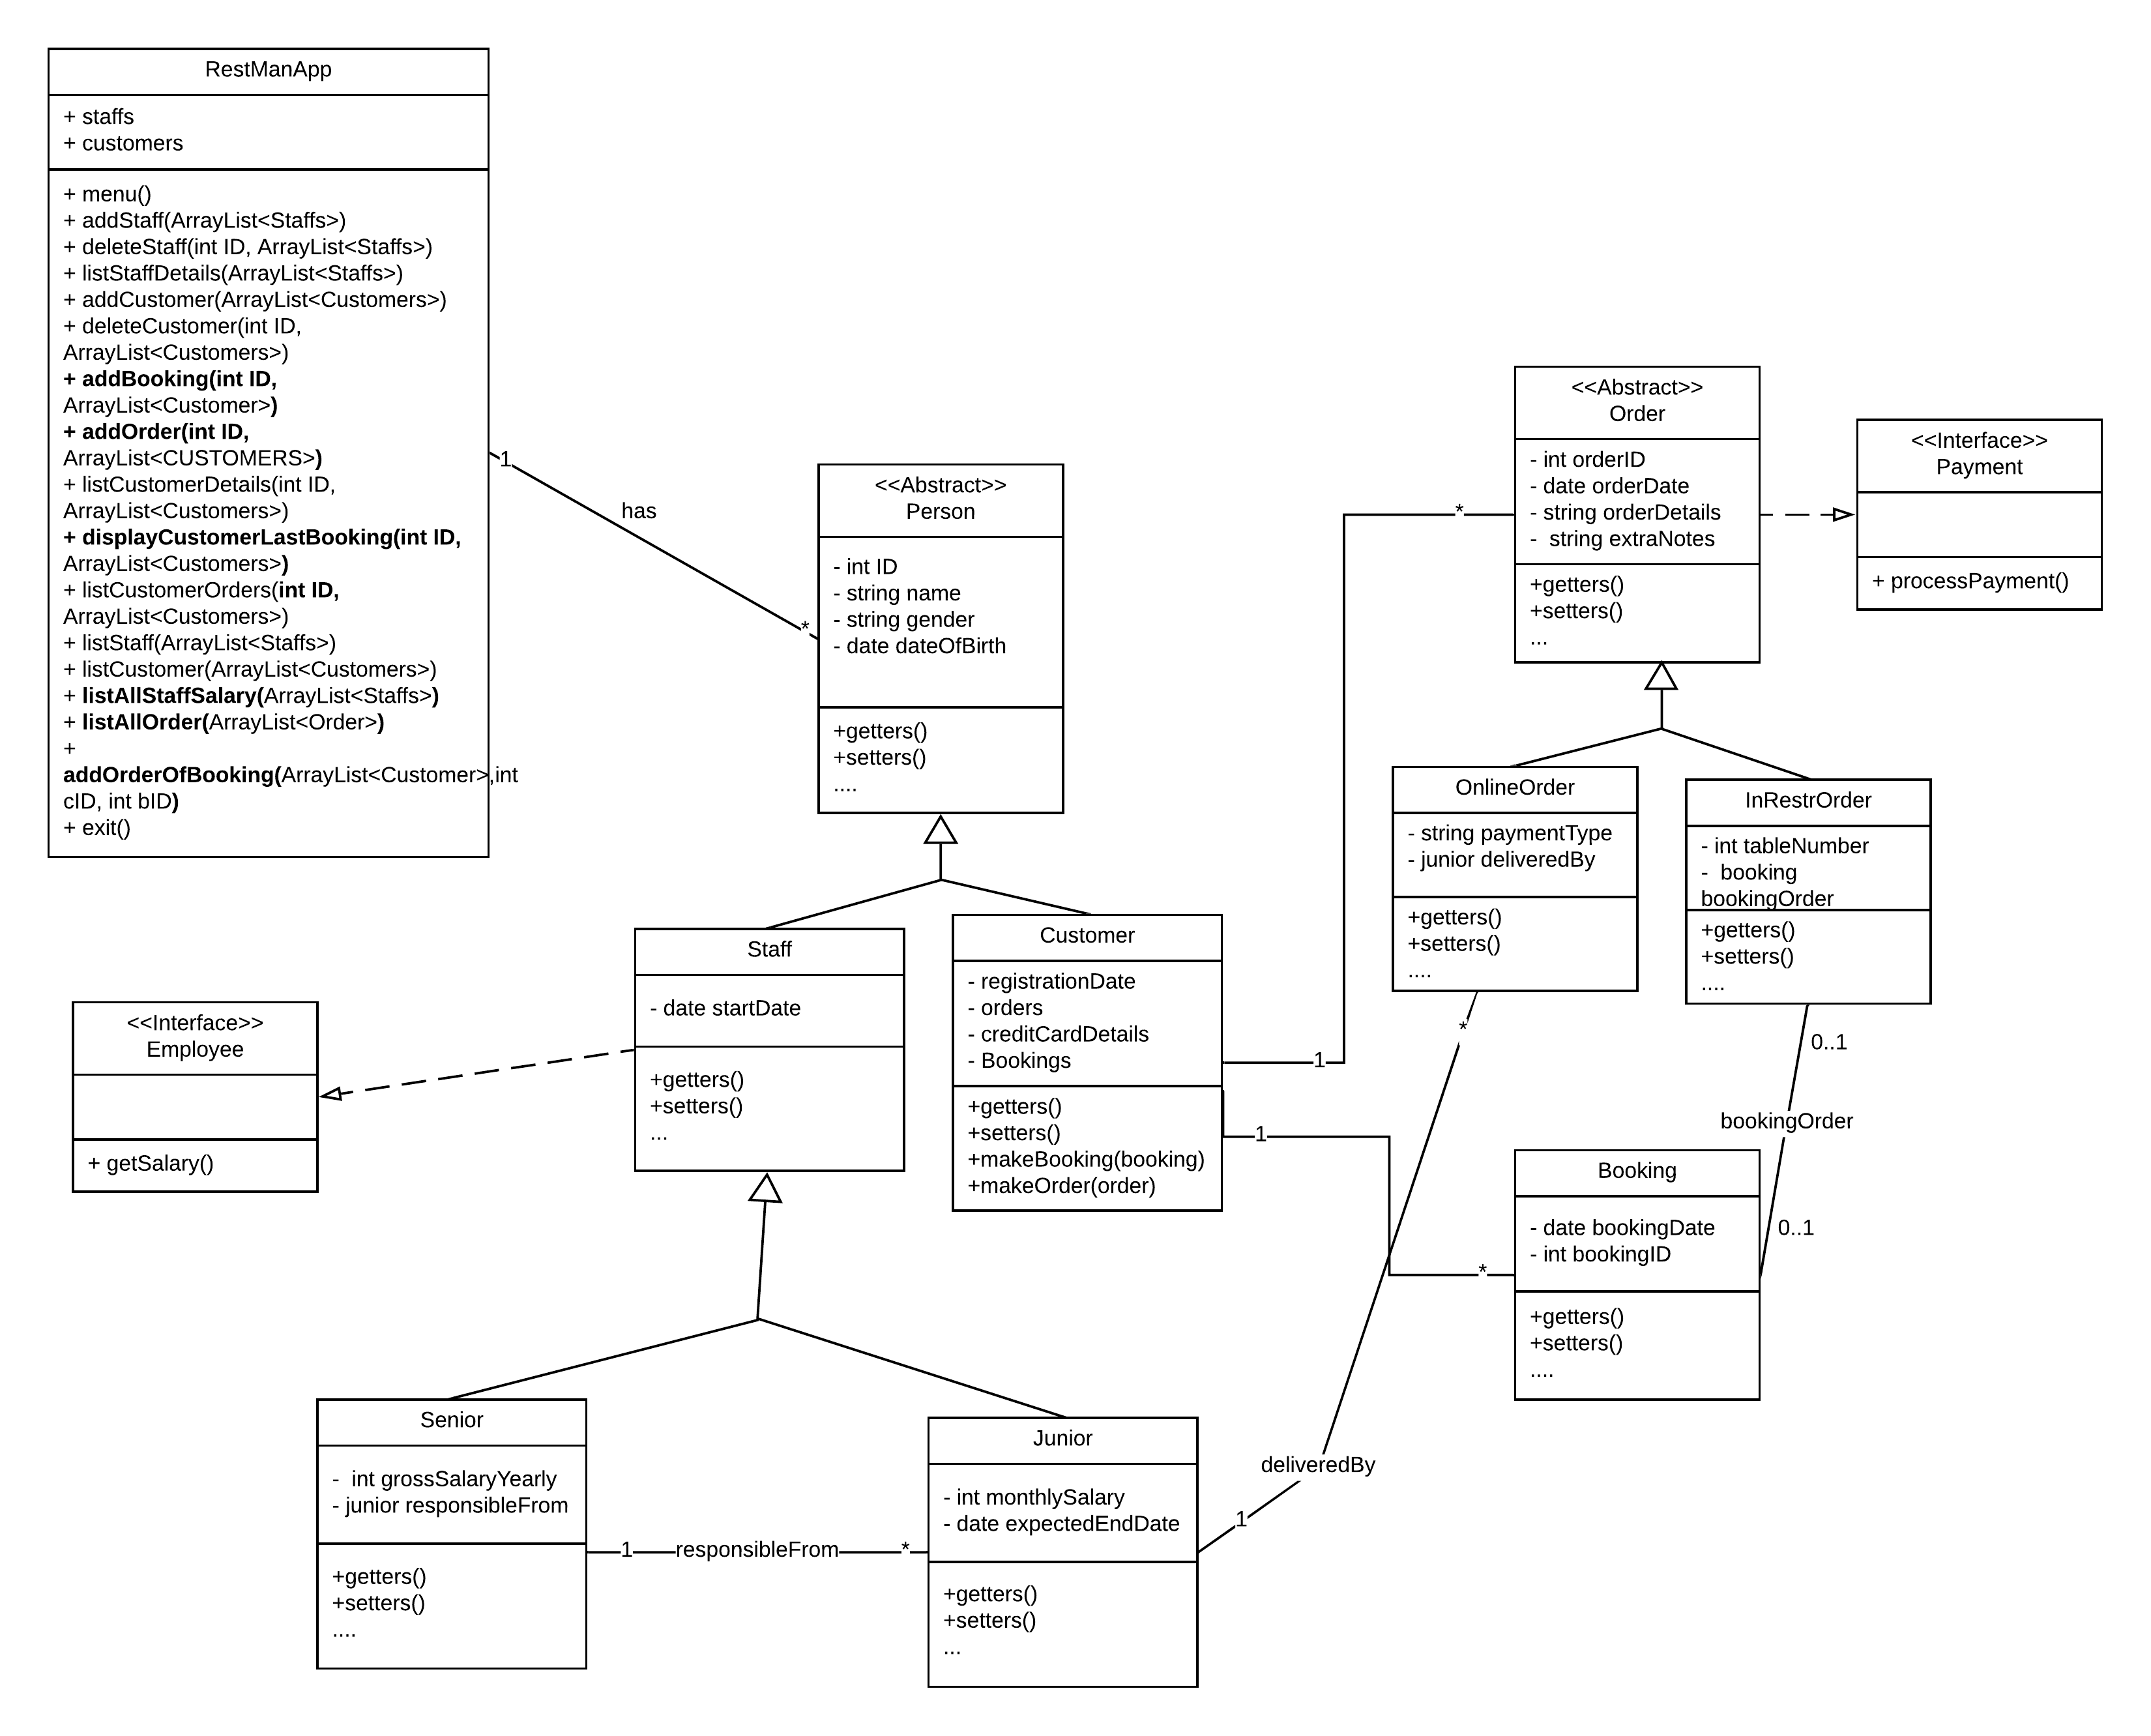 RestManApp
+ staffs
+ customers
+ menu()
+ addStaff(ArrayList<Staffs>)
+ deleteStaff(int ID, ArrayList<Staffs>)
+ listStaffDetails(ArrayList<Staffs>)
+ addCustomer(ArrayList<Customers>)
+ deleteCustomer(int ID,
ArrayList<Customers>)
+ addBooking(int ID,
ArrayList<Customer>)
+ addOrder(int ID,
ArrayList<CUSTOMERS>)
+ listCustomerDetails(int ID,
ArrayList<Customers>)
+ displayCustomerLastBooking(int ID,
ArrayList<Customers>)
+ listCustomerOrders(int ID,
ArrayList<Customers>)
+ listStaff(ArrayList<Staffs>)
+ listCustomer(ArrayList<Customers>)
+ listAllStaffSalary(ArrayList<Staffs>)
+ listAllOrder(ArrayList<Order>)
+
addOrderOfBooking(ArrayList<Customer>,int
cID, int bID)
+ exit()
1
has
*
<<Abstract>>
Person
- int ID
- string name
- string gender
- date dateOfBirth
+getters()
+setters()
....
<<Abstract>>
Order
- int orderID
- date orderDate
- string orderDetails
-  string extraNotes
+getters()
+setters()
...
<<Interface>>
Payment
+ processPayment()
*
1
OnlineOrder
- string paymentType
- junior deliveredBy
+getters()
+setters()
....
InRestrOrder
- int tableNumber
-  booking
bookingOrder
+getters()
+setters()
....
Staff
- date startDate
+getters()
+setters()
...
Customer
- registrationDate
- orders
- creditCardDetails
- Bookings
+getters()
+setters()
+makeBooking(booking)
+makeOrder(order)
<<Interface>>
Employee
+ getSalary()
*
0..1
bookingOrder
0..1
1
*
Booking
- date bookingDate
- int bookingID
+getters()
+setters()
....
Senior
-  int grossSalaryYearly
- junior responsibleFrom
+getters()
+setters()
....
1
responsibleFrom
*
Junior
- int monthlySalary
- date expectedEndDate
+getters()
+setters()
...
deliveredBy
1